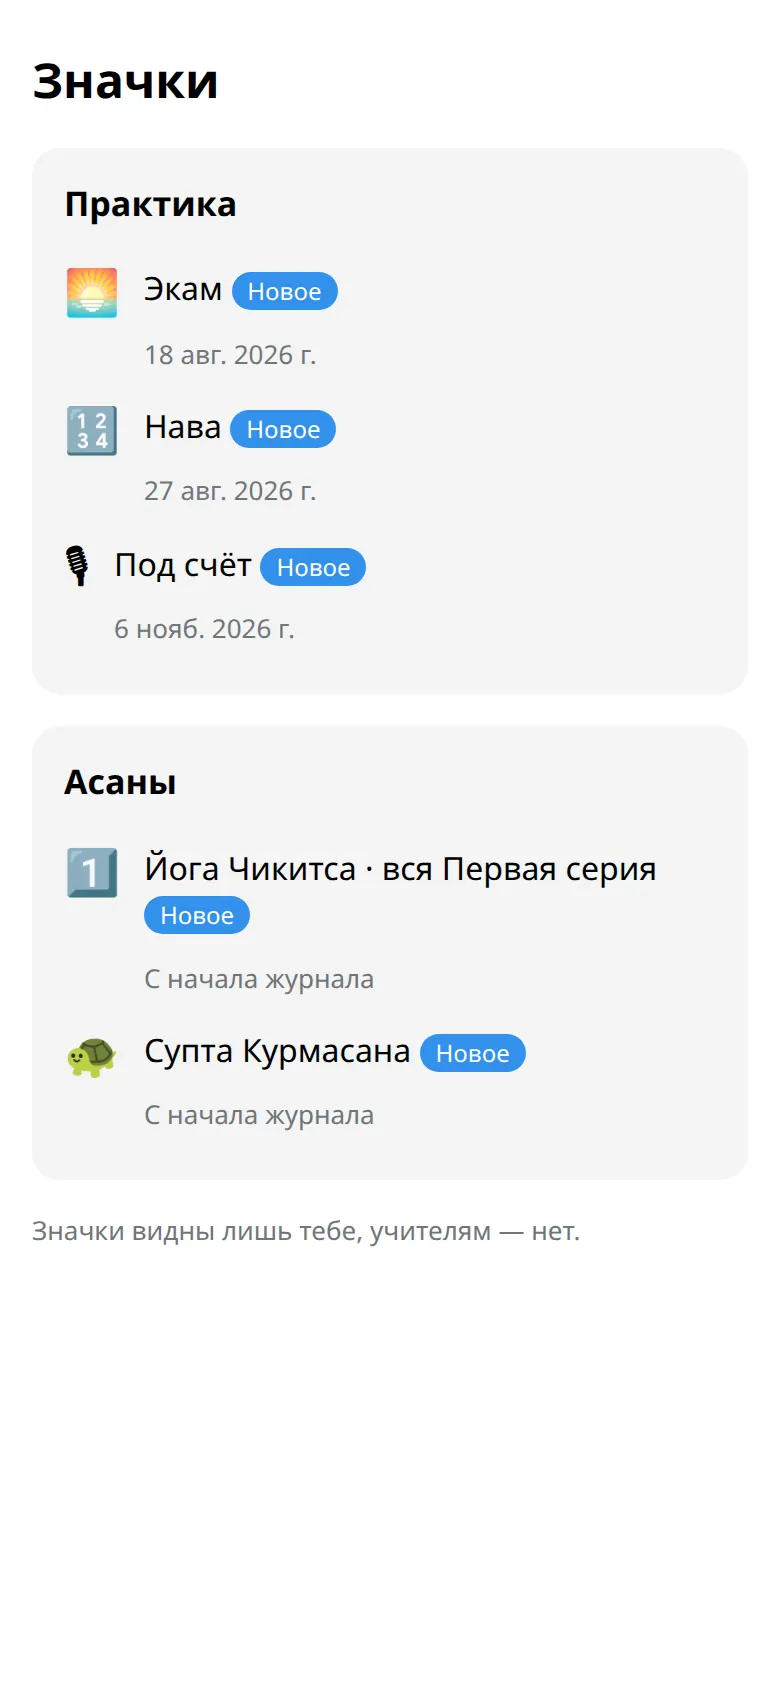 Значки
Практика
Экам Новое
18 авг. 2026 г.
Нава Новое
27 авг. 2026 г.
Под счёт Новое
6 нояб. 2026 г.
Асаны
Йога Чикитса · вся Первая серия
Новое
С начала журнала
Супта Курмасана Новое
С начала журнала
Значки видны лишь тебе, учителям — нет.